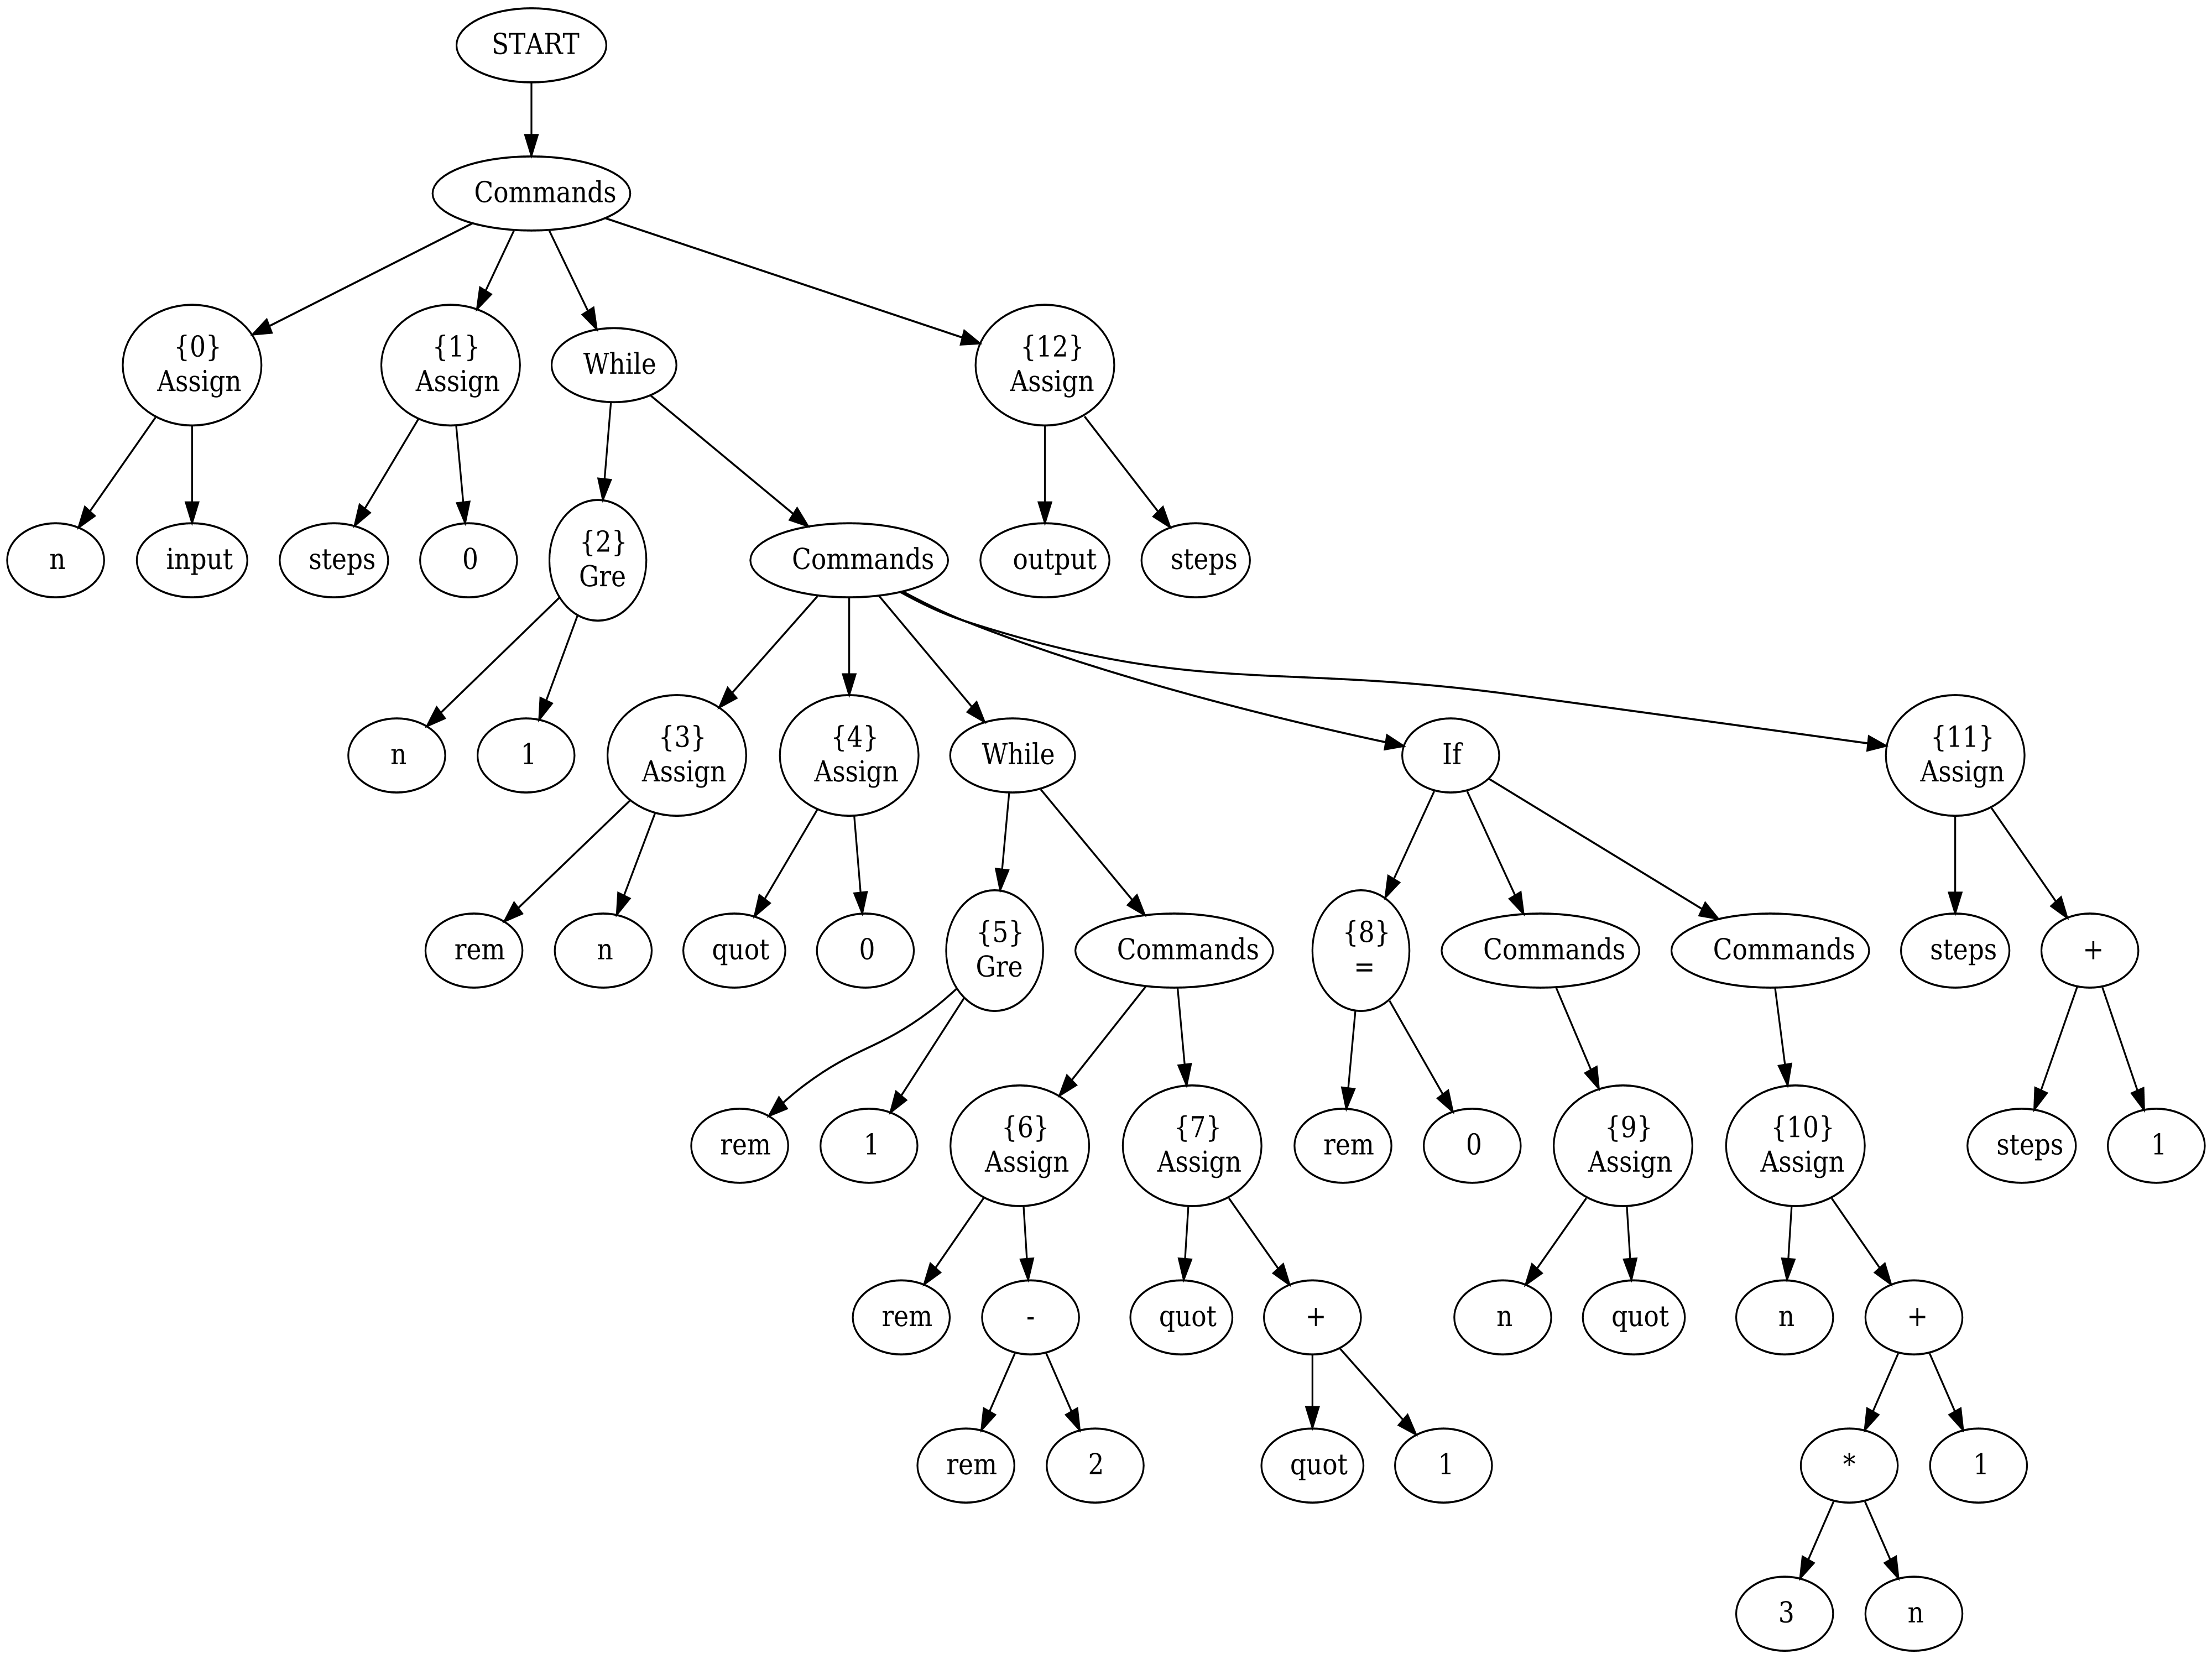 START
Commands
{0}
Assign
{1}
Assign
While
{12}
Assign
n
input
steps
0
{2}
Gre
Commands
output
steps
n
1
{3}
Assign
{4}
Assign
While
If
{11}
Assign
rem
n
quot
0
{5}
Gre
Commands
{8}
=
Commands
Commands
steps
+
rem
1
{6}
Assign
{7}
Assign
rem
0
{9}
Assign
{10}
Assign
steps
1
rem
-
quot
+
n
quot
n
+
rem
2
quot
1
*
1
3
n